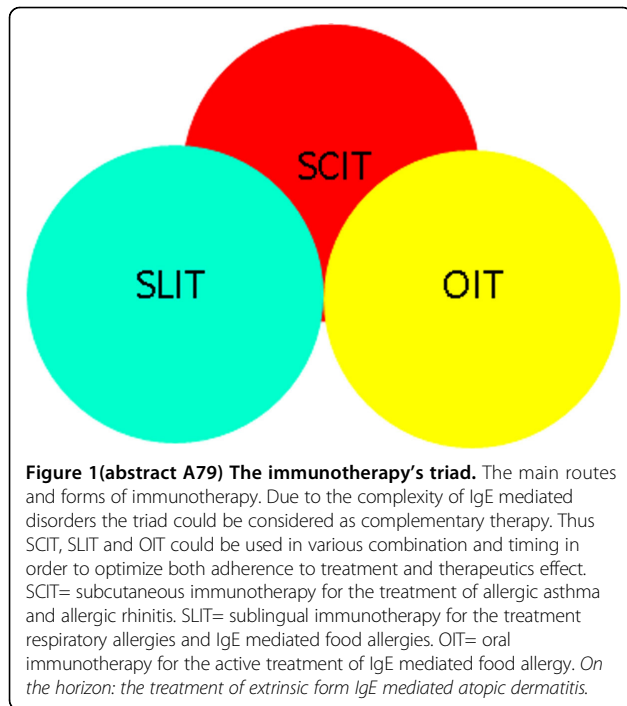 SCIT
SLIT
OIT
Figure 1(abstract A79) The immunotherapy's triad. The main routes
and forms of immunotherapy. Due to the complexity of IgE mediated
disorders the triad could be considered as complementary therapy. Thus
SCIT, SLIT and OIT could be used in various combination and timing in
order to optimize both adherence to treatment and therapeutics effect.
SCIT= subcutaneous immunotherapy for the treatment of allergic asthma
and allergic rhinitis. SLIT= sublingual immunotherapy for the treatment
respiratory allergies and IgE mediated food allergies. OIT= oral
immunotherapy for the active treatment of IgE mediated food allergy. On
the horizon: the treatment of extrinsic form IgE mediated atopic dermatitis.